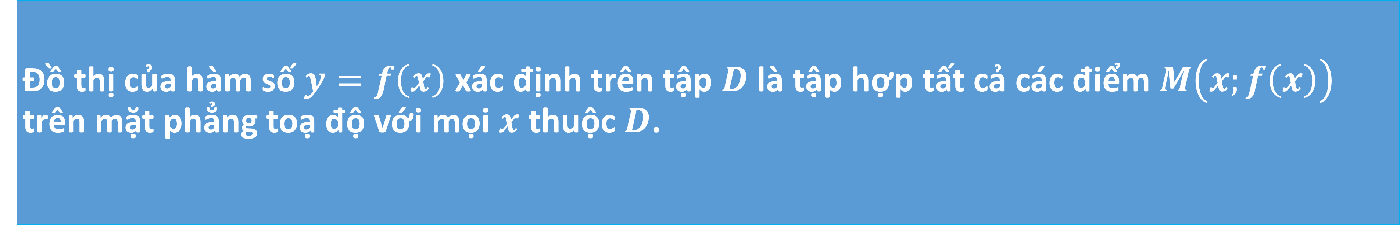 Đồ thị của hàm số y = f(x) xác định trên tập D là tập hợp tất cả các điểm M(x; f(x))
trên mặt phẳng toạ độ với mọi x thuộc D.